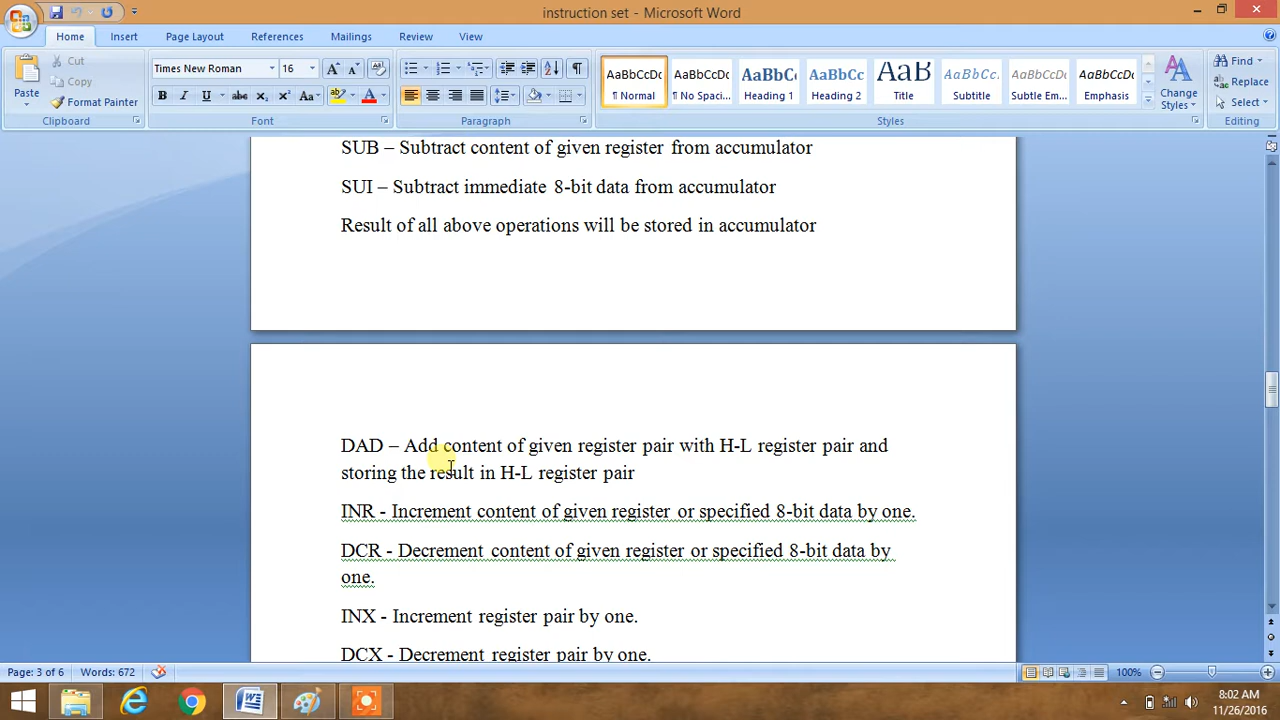 instruction set - Microsoft Word
Home Insert Page Layout References Mailings Review View
Paste Cut Copy Format Painter
Clipboard
Times New Roman 16
B I U abc x₂ x² Aa A
Font
Paragraph
AaBbCcDc AaBbCcDc AaBbC AaBbCc AaB AaBbCc. AaBbCcDc AaBbCcDc
¶ Normal ¶ No Spaci... Heading 1 Heading 2 Title Subtitle Subtle Em... Emphasis
Change Styles
Styles
Find
Replace
Select
Editing
SUB – Subtract content of given register from accumulator
SUI – Subtract immediate 8-bit data from accumulator
Result of all above operations will be stored in accumulator
DAD – Add content of given register pair with H-L register pair and
storing the result in H-L register pair
INR - Increment content of given register or specified 8-bit data by one.
DCR - Decrement content of given register or specified 8-bit data by
one.
INX - Increment register pair by one.
DCX - Decrement register pair by one.
Page: 3 of 6 Words: 672 100%
8:02 AM
11/26/2016